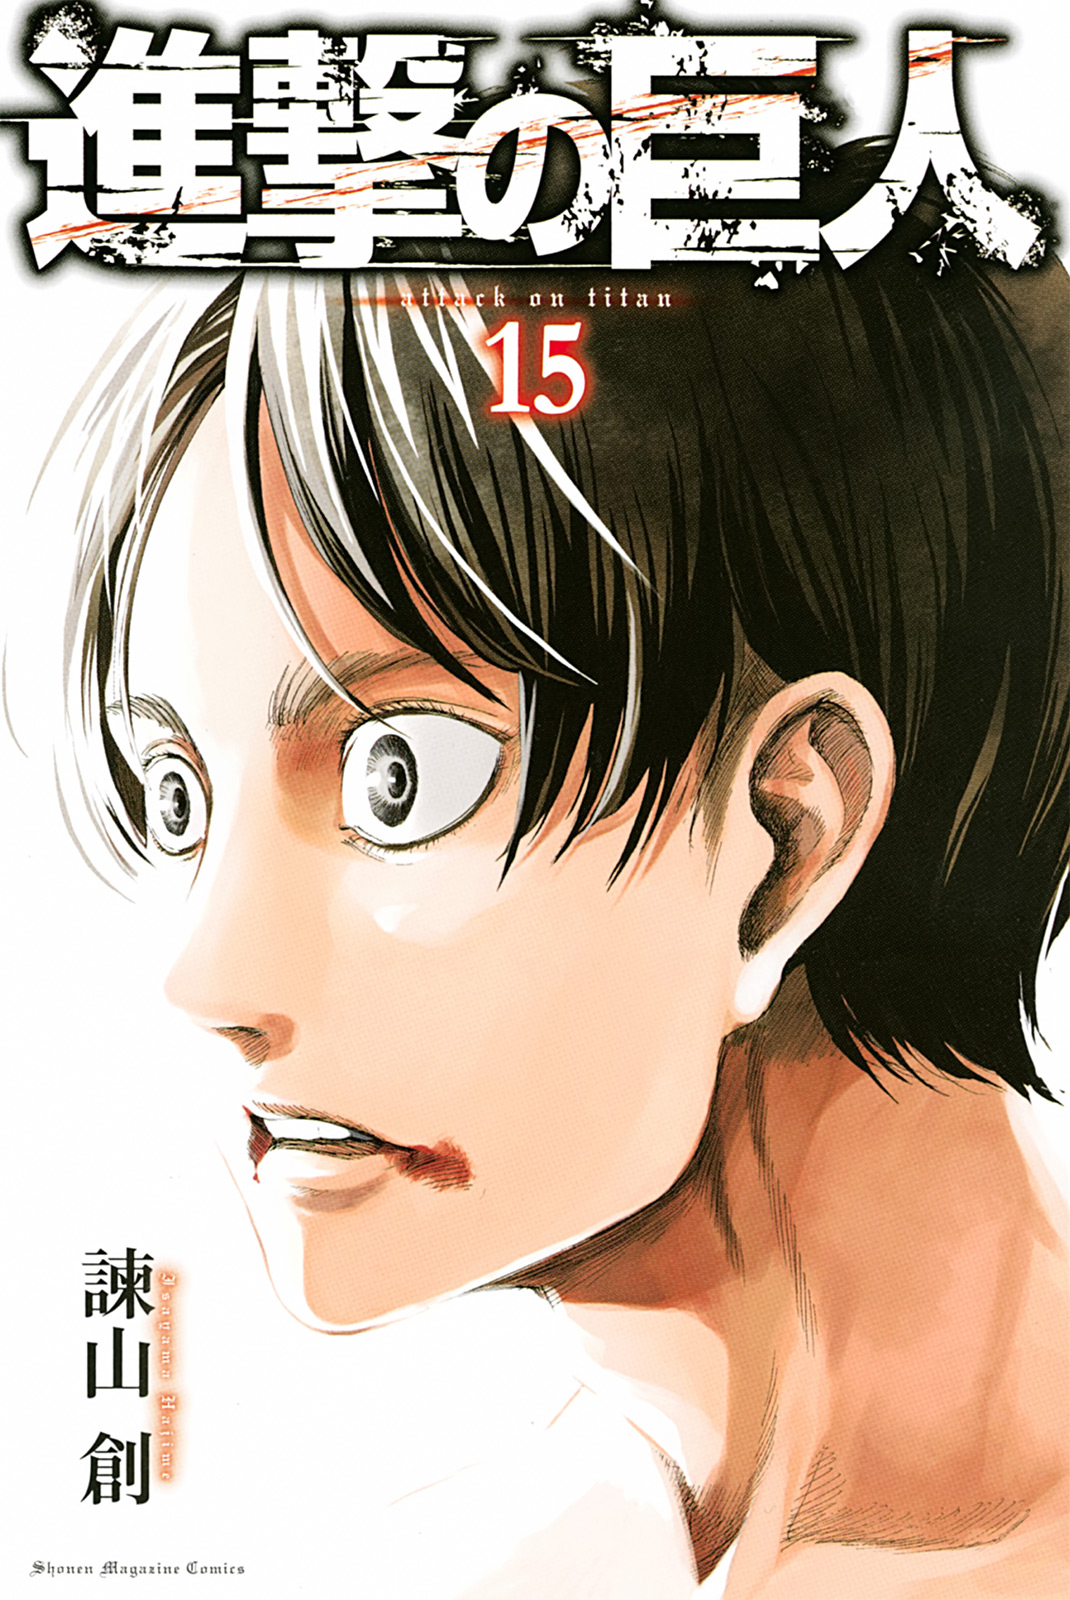 進撃の巨人
attack on titan
15
諫山 創
Isayama Hajime
Shonen Magazine Comics